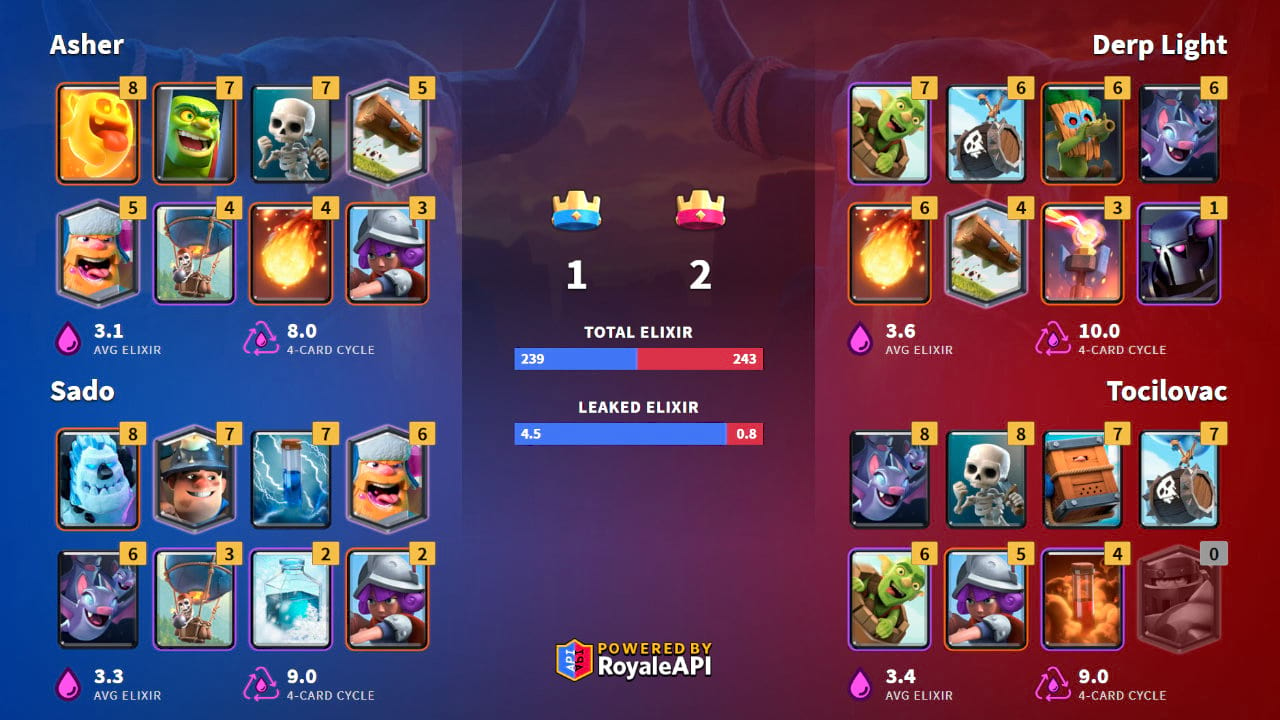 Asher
8 7 7 5
5 4 4 3
3.1 8.0
AVG ELIXIR 4-CARD CYCLE
Sado
8 7 7 6
6 3 2 2
3.3 9.0
AVG ELIXIR 4-CARD CYCLE
1 2
TOTAL ELIXIR
239 243
LEAKED ELIXIR
4.5 0.8
POWERED BY
API RoyaleAPI
Derp Light
7 6 6 6
6 4 3 1
3.6 10.0
AVG ELIXIR 4-CARD CYCLE
Tocilovac
8 8 7 7
6 5 4 0
3.4 9.0
AVG ELIXIR 4-CARD CYCLE